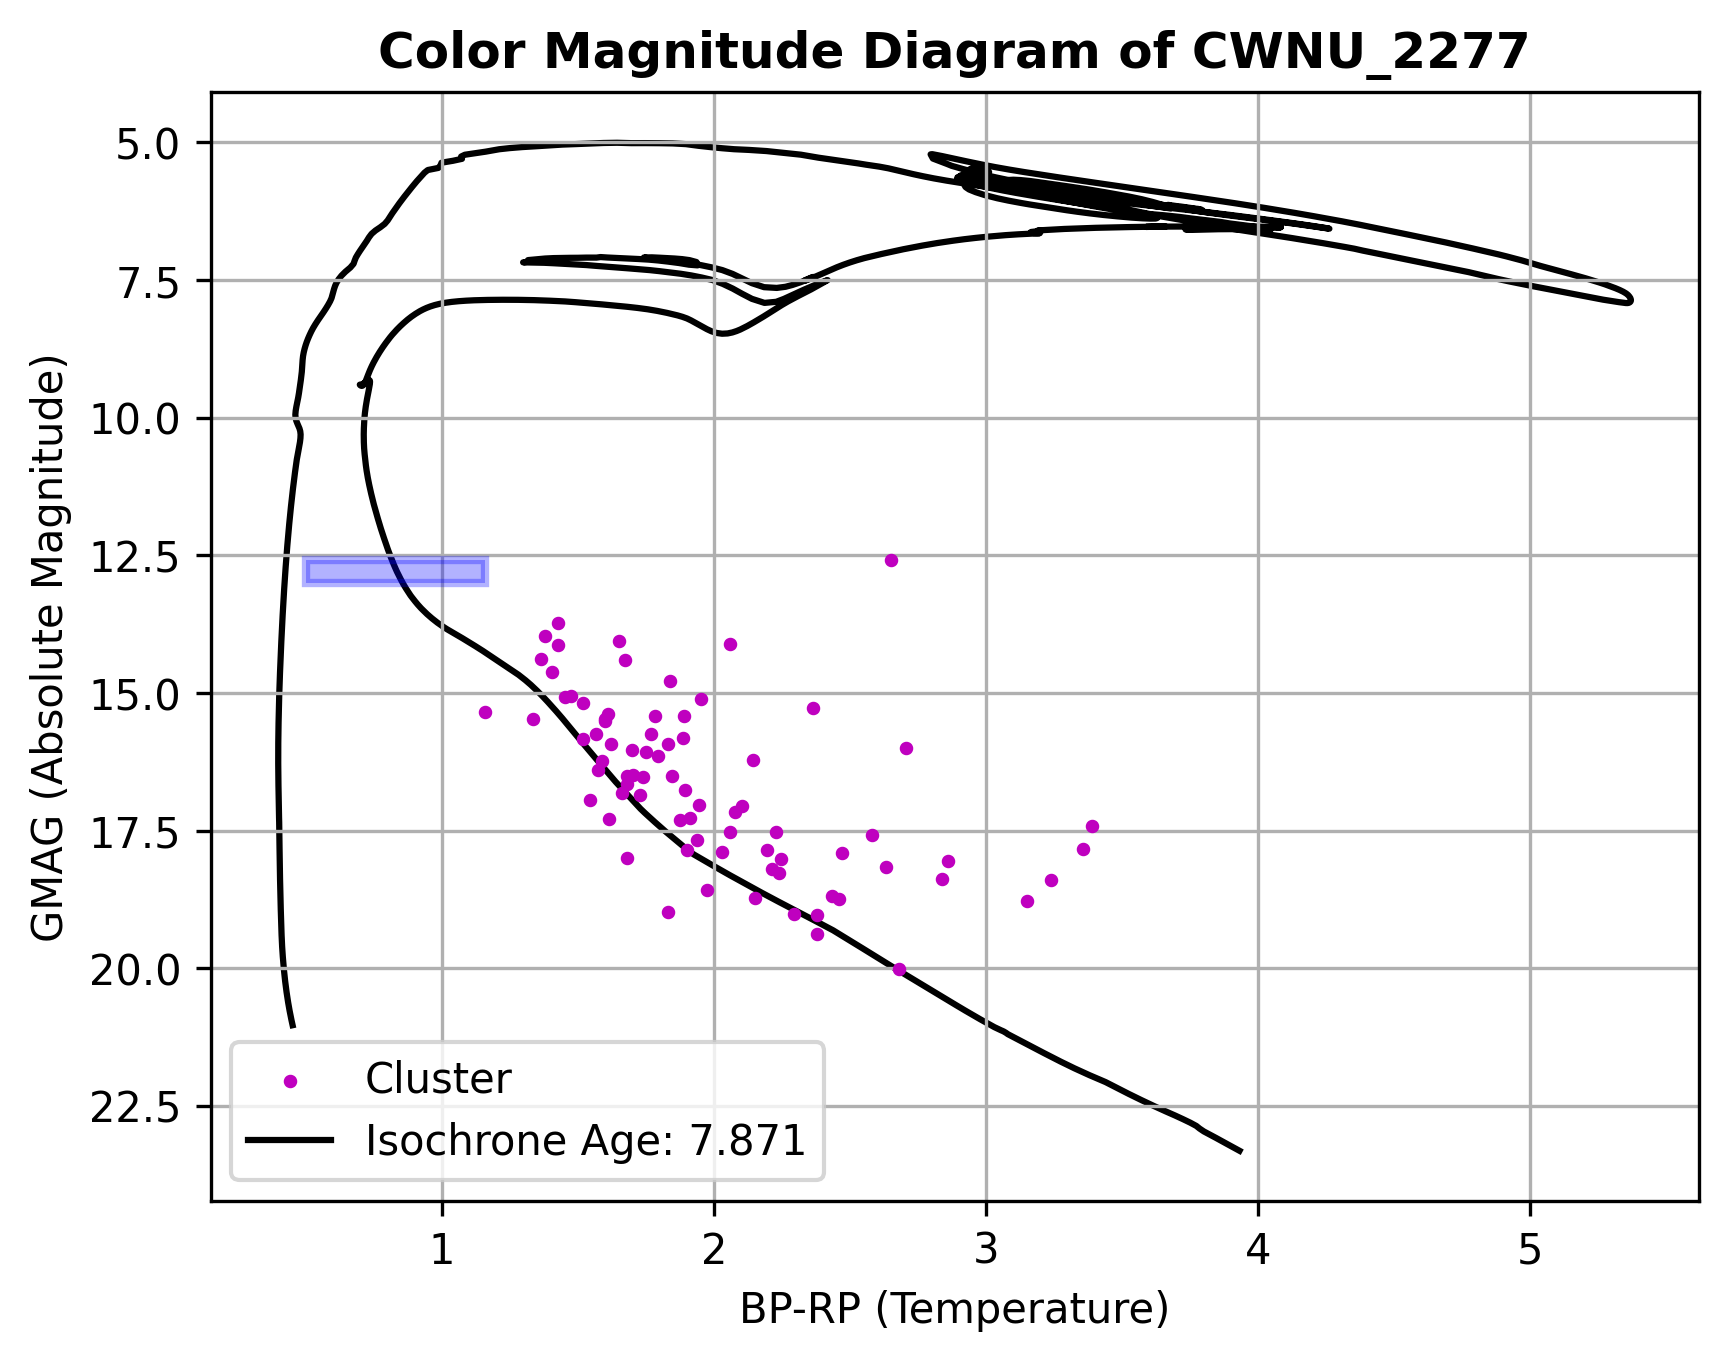 Color Magnitude Diagram of CWNU_2277
GMAG (Absolute Magnitude)
5.0
7.5
10.0
12.5
15.0
17.5
20.0
22.5
Cluster
Isochrone Age: 7.871
1 2 3 4 5
BP-RP (Temperature)